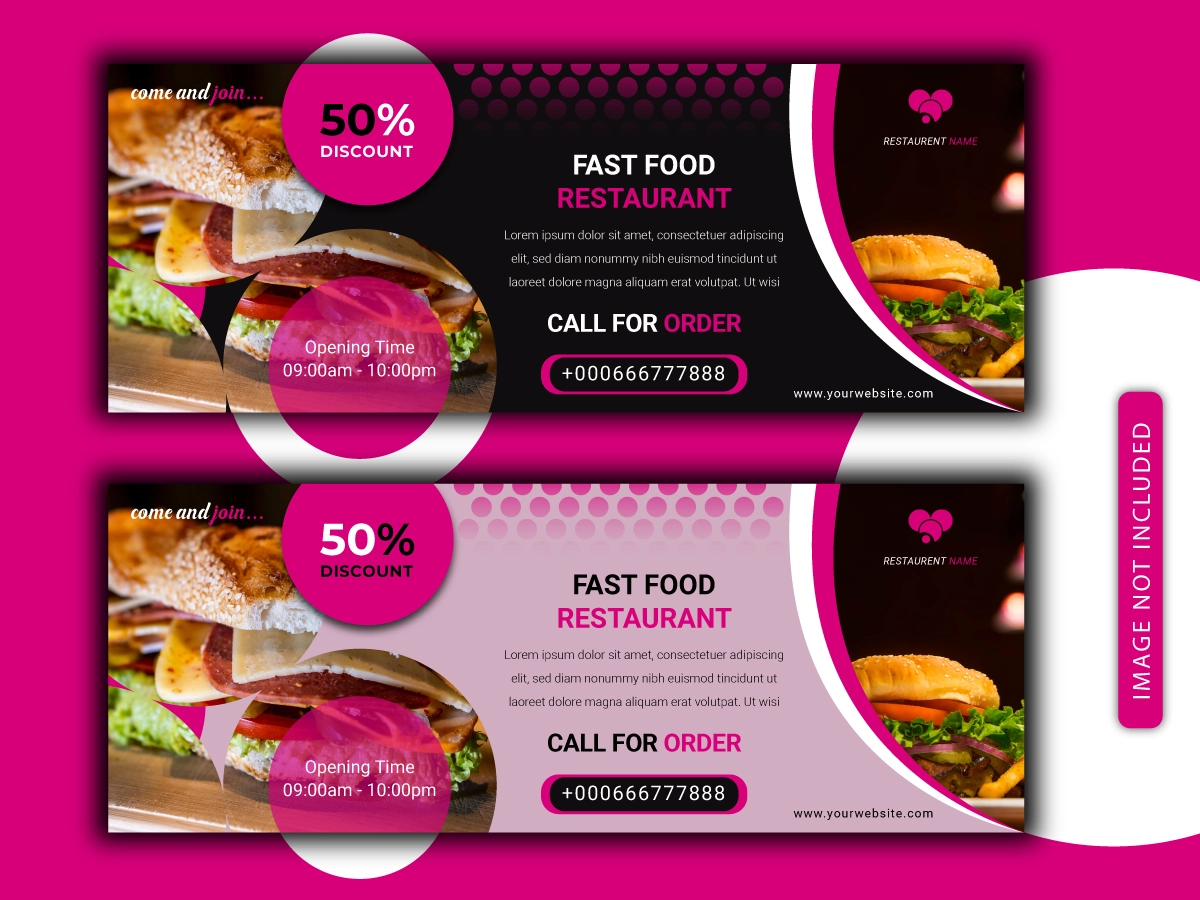 come and join...
50%
DISCOUNT
FAST FOOD
RESTAURANT
Lorem ipsum dolor sit amet, consectetuer adipiscing
elit, sed diam nonummy nibh euismod tincidunt ut
laoreet dolore magna aliquam erat volutpat. Ut wisi
CALL FOR ORDER
+000666777888
Opening Time
09:00am - 10:00pm
RESTAURENT NAME
www.yourwebsite.com
come and join...
50%
DISCOUNT
FAST FOOD
RESTAURANT
Lorem ipsum dolor sit amet, consectetuer adipiscing
elit, sed diam nonummy nibh euismod tincidunt ut
laoreet dolore magna aliquam erat volutpat. Ut wisi
CALL FOR ORDER
+000666777888
Opening Time
09:00am - 10:00pm
RESTAURENT NAME
www.yourwebsite.com
IMAGE NOT INCLUDED